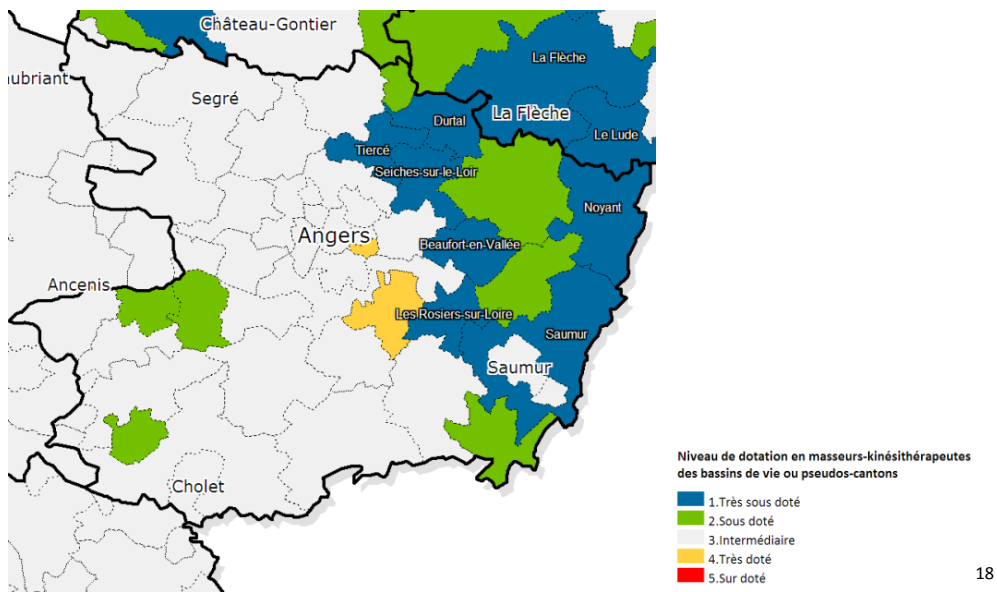 Château-Gontier
ubriant
La Flèche
Segré
La Flèche
Durtal
Le Lude
Tiercé
Seiches-sur-le-Loir
Noyant
Angers
Beaufort-en-Vallée
Ancenis
Les Rosiers-sur-Loire
Saumur
Saumur
Cholet
Niveau de dotation en masseurs-kinésithérapeutes
des bassins de vie ou pseudos-cantons
1.Très sous doté
2.Sous doté
3.Intermédiaire
4.Très doté
5.Sur doté
18